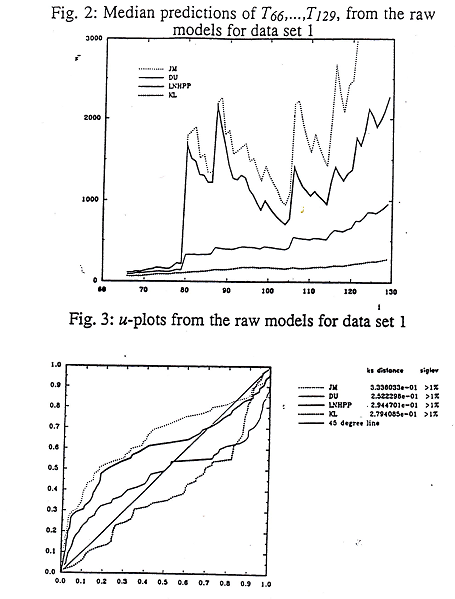 Fig. 2: Median predictions of T66,...,T129, from the raw
models for data set 1
3000
JM
DU
LNHPP
KL
2000
1000
0
60 70 80 90 100 110 120 130
i
Fig. 3: u-plots from the raw models for data set 1
1.0
0.9
0.8
0.7
0.6
0.5
0.4
0.3
0.2
0.1
0.0
0.0 0.1 0.2 0.3 0.4 0.5 0.6 0.7 0.8 0.9 1.0
ks distance siglev
JM 3.336033e-01 >1%
DU 2.522298e-01 >1%
LNHPP 2.944701e-01 >1%
KL 2.794085e-01 >1%
45 degree line